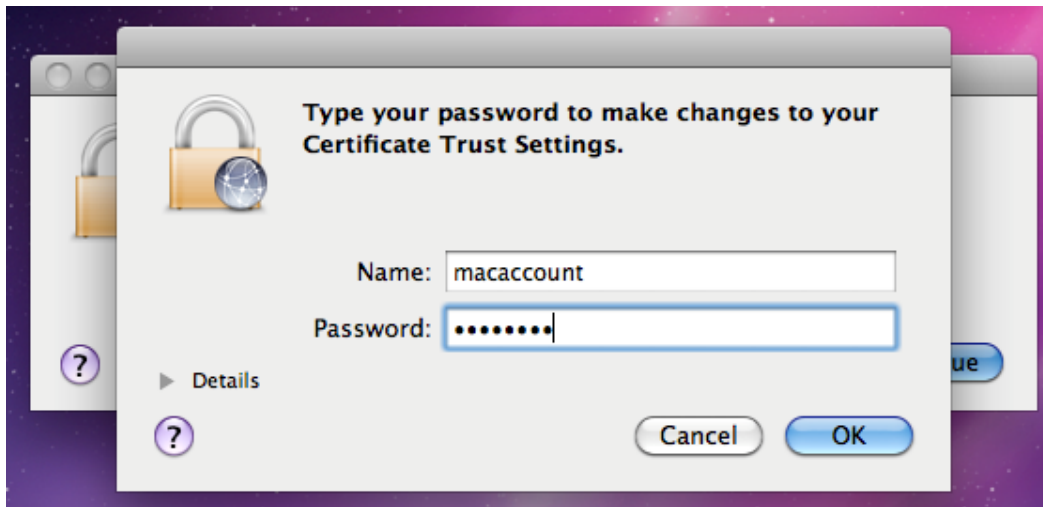 Type your password to make changes to your
Certificate Trust Settings.
Name: macaccount
Password: ••••••••
? Details
ue
? Cancel OK